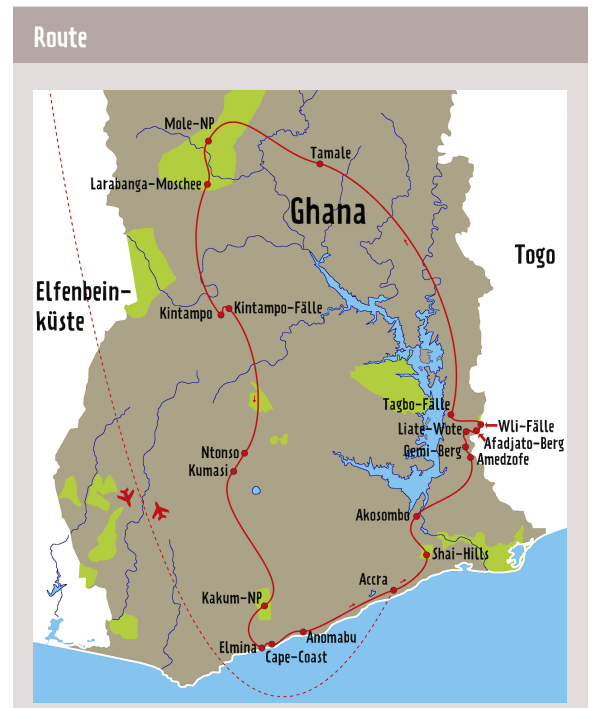 Route
Mole-NP
Tamale
Larabanga-Moschee
Ghana
Togo
Elfenbein-
küste
Kintampo-Fälle
Kintampo
Tagbo-Fälle
Wli-Fälle
Liate-Wote
Afadjato-Berg
Gemi-Berg
Amedzofe
Ntonso
Kumasi
Akosombo
Shai-Hills
Accra
Kakum-NP
Anomabu
Elmina
Cape-Coast